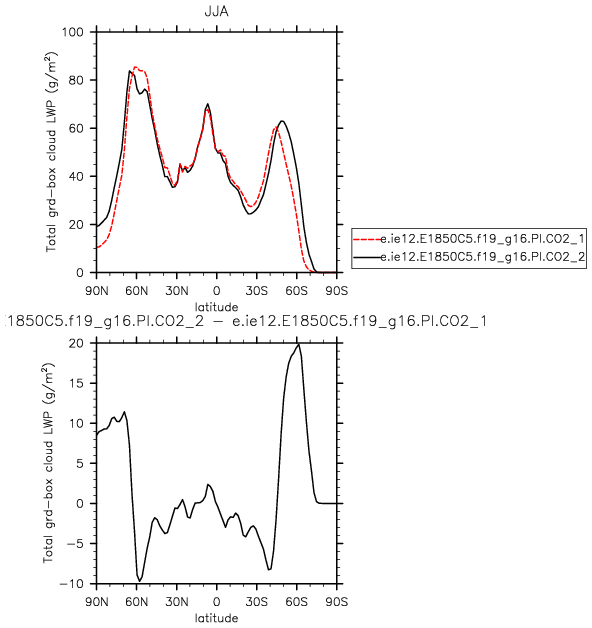 JJA
Total grd-box cloud LWP (g/m²)
100
80
60
40
20
0
90N 60N 30N 0 30S 60S 90S
latitude
e.ie12.E1850C5.f19_g16.PI.CO2_1
e.ie12.E1850C5.f19_g16.PI.CO2_2
.1850C5.f19_g16.PI.CO2_2 − e.ie12.E1850C5.f19_g16.PI.CO2_1
Total grd-box cloud LWP (g/m²)
20
15
10
5
0
−5
−10
90N 60N 30N 0 30S 60S 90S
latitude